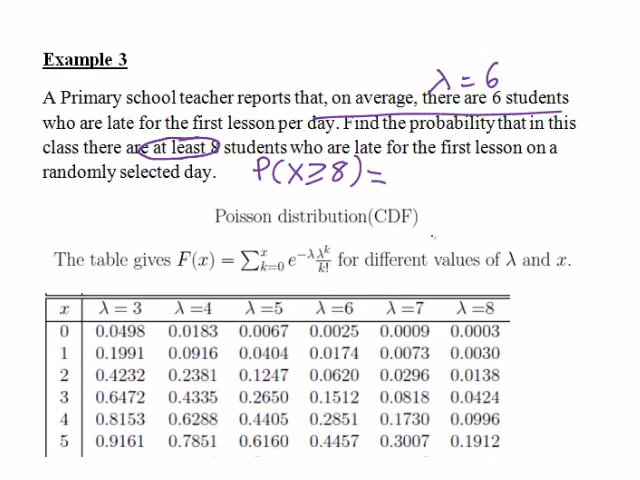 Example 3
λ = 6
A Primary school teacher reports that, on average, there are 6 students
who are late for the first lesson per day. Find the probability that in this
class there are at least 8 students who are late for the first lesson on a
randomly selected day.
P(X≥8)=
Poisson distribution(CDF)
The table gives F(x) = ∑_{k=0}^{x} e^{-λ} λ^k/k! for different values of λ and x.
x λ = 3 λ =4 λ =5 λ =6 λ =7 λ =8
0 0.0498 0.0183 0.0067 0.0025 0.0009 0.0003
1 0.1991 0.0916 0.0404 0.0174 0.0073 0.0030
2 0.4232 0.2381 0.1247 0.0620 0.0296 0.0138
3 0.6472 0.4335 0.2650 0.1512 0.0818 0.0424
4 0.8153 0.6288 0.4405 0.2851 0.1730 0.0996
5 0.9161 0.7851 0.6160 0.4457 0.3007 0.1912